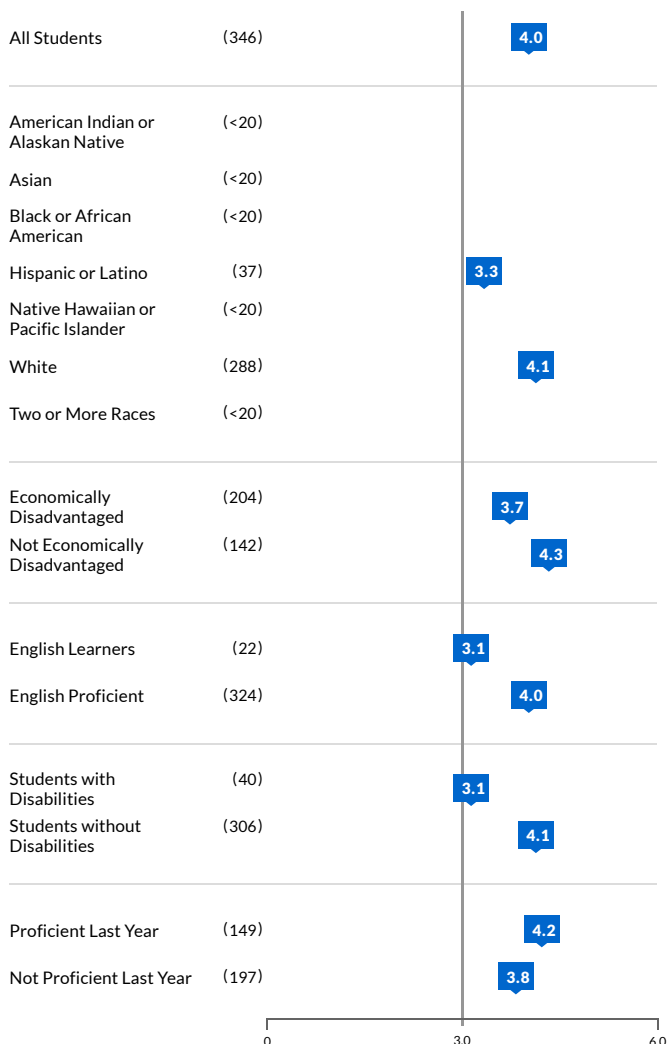 All Students (346) 4.0
American Indian or (<20)
Alaskan Native
Asian (<20)
Black or African (<20)
American
Hispanic or Latino (37) 3.3
Native Hawaiian or (<20)
Pacific Islander
White (288) 4.1
Two or More Races (<20)
Economically (204) 3.7
Disadvantaged
Not Economically (142) 4.3
Disadvantaged
English Learners (22) 3.1
English Proficient (324) 4.0
Students with (40) 3.1
Disabilities
Students without (306) 4.1
Disabilities
Proficient Last Year (149) 4.2
Not Proficient Last Year (197) 3.8
0 3.0 6.0